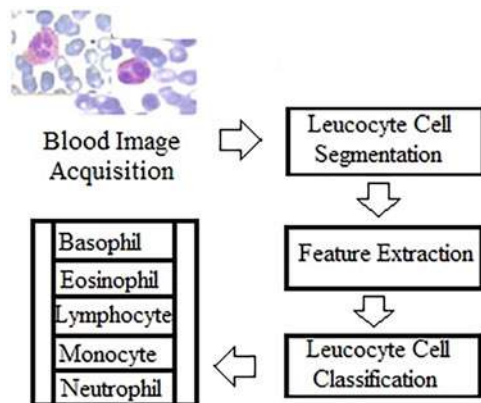 Blood Image
Acquisition
Leucocyte Cell
Segmentation
Feature Extraction
Leucocyte Cell
Classification
Basophil
Eosinophil
Lymphocyte
Monocyte
Neutrophil